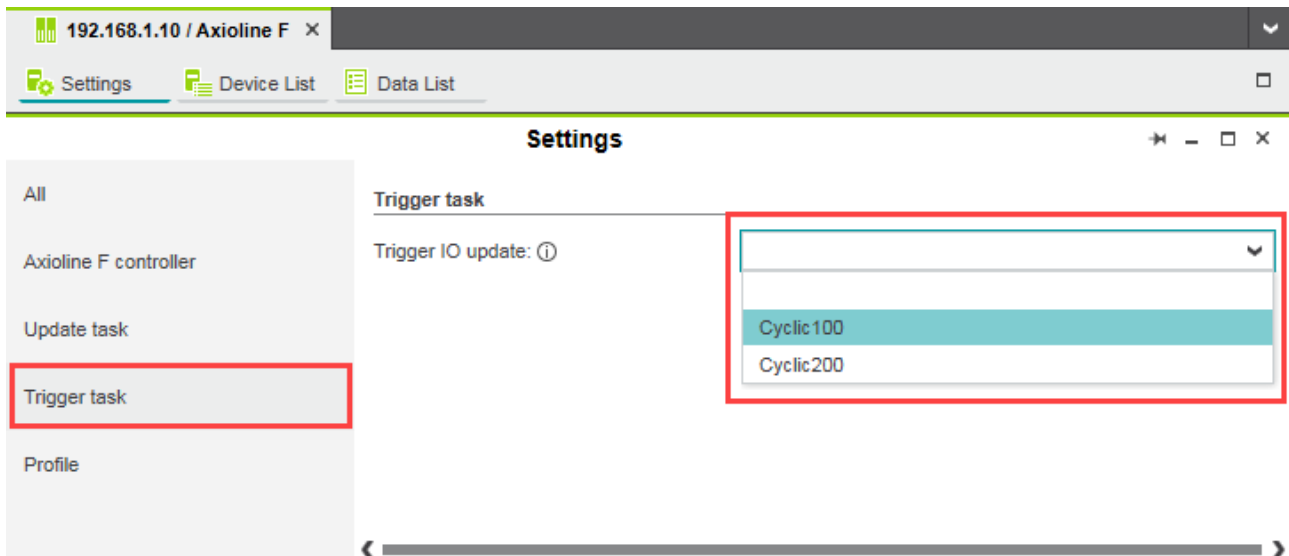 192.168.1.10 / Axioline F
Settings Device List Data List
Settings
All
Axioline F controller
Update task
Trigger task
Profile
Trigger task
Trigger IO update:
Cyclic100
Cyclic200